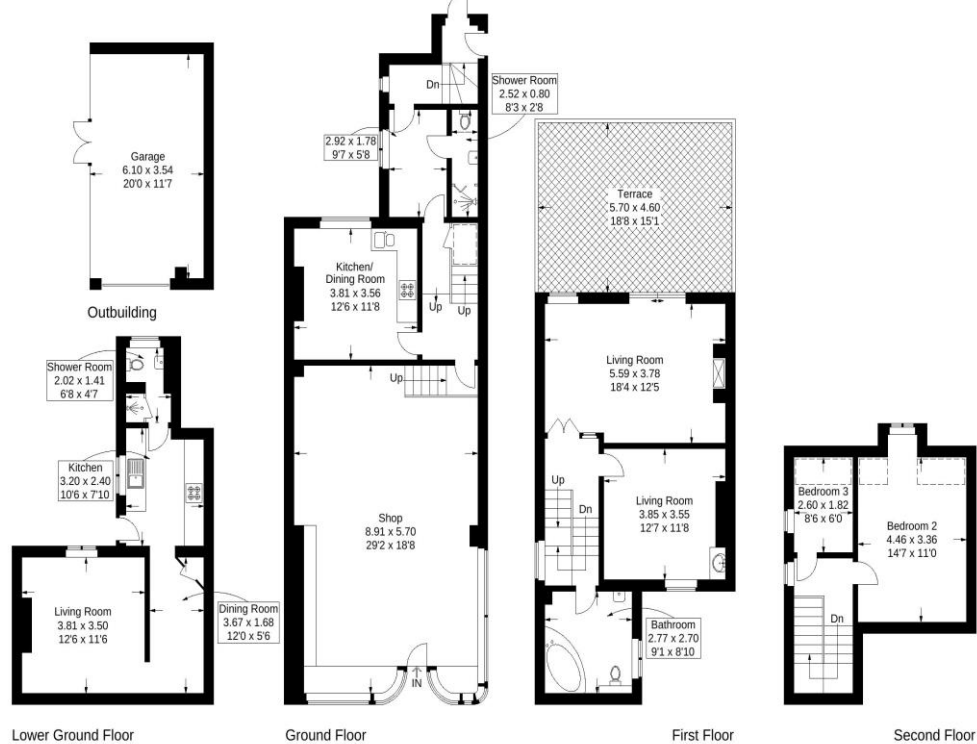 Garage
6.10 x 3.54
20'0 x 11'7
Outbuilding
Shower Room
2.02 x 1.41
6'8 x 4'7
Kitchen
3.20 x 2.40
10'6 x 7'10
Living Room
3.81 x 3.50
12'6 x 11'6
Dining Room
3.67 x 1.68
12'0 x 5'6
Lower Ground Floor
Dn
Shower Room
2.52 x 0.80
8'3 x 2'8
2.92 x 1.78
9'7 x 5'8
Kitchen/
Dining Room
3.81 x 3.56
12'6 x 11'8
Up
Up
Up
Shop
8.91 x 5.70
29'2 x 18'8
IN
Ground Floor
Terrace
5.70 x 4.60
18'8 x 15'1
Living Room
5.59 x 3.78
18'4 x 12'5
Up
Dn
Living Room
3.85 x 3.55
12'7 x 11'8
Bathroom
2.77 x 2.70
9'1 x 8'10
First Floor
Bedroom 3
2.60 x 1.82
8'6 x 6'0
Bedroom 2
4.46 x 3.36
14'7 x 11'0
Dn
Second Floor